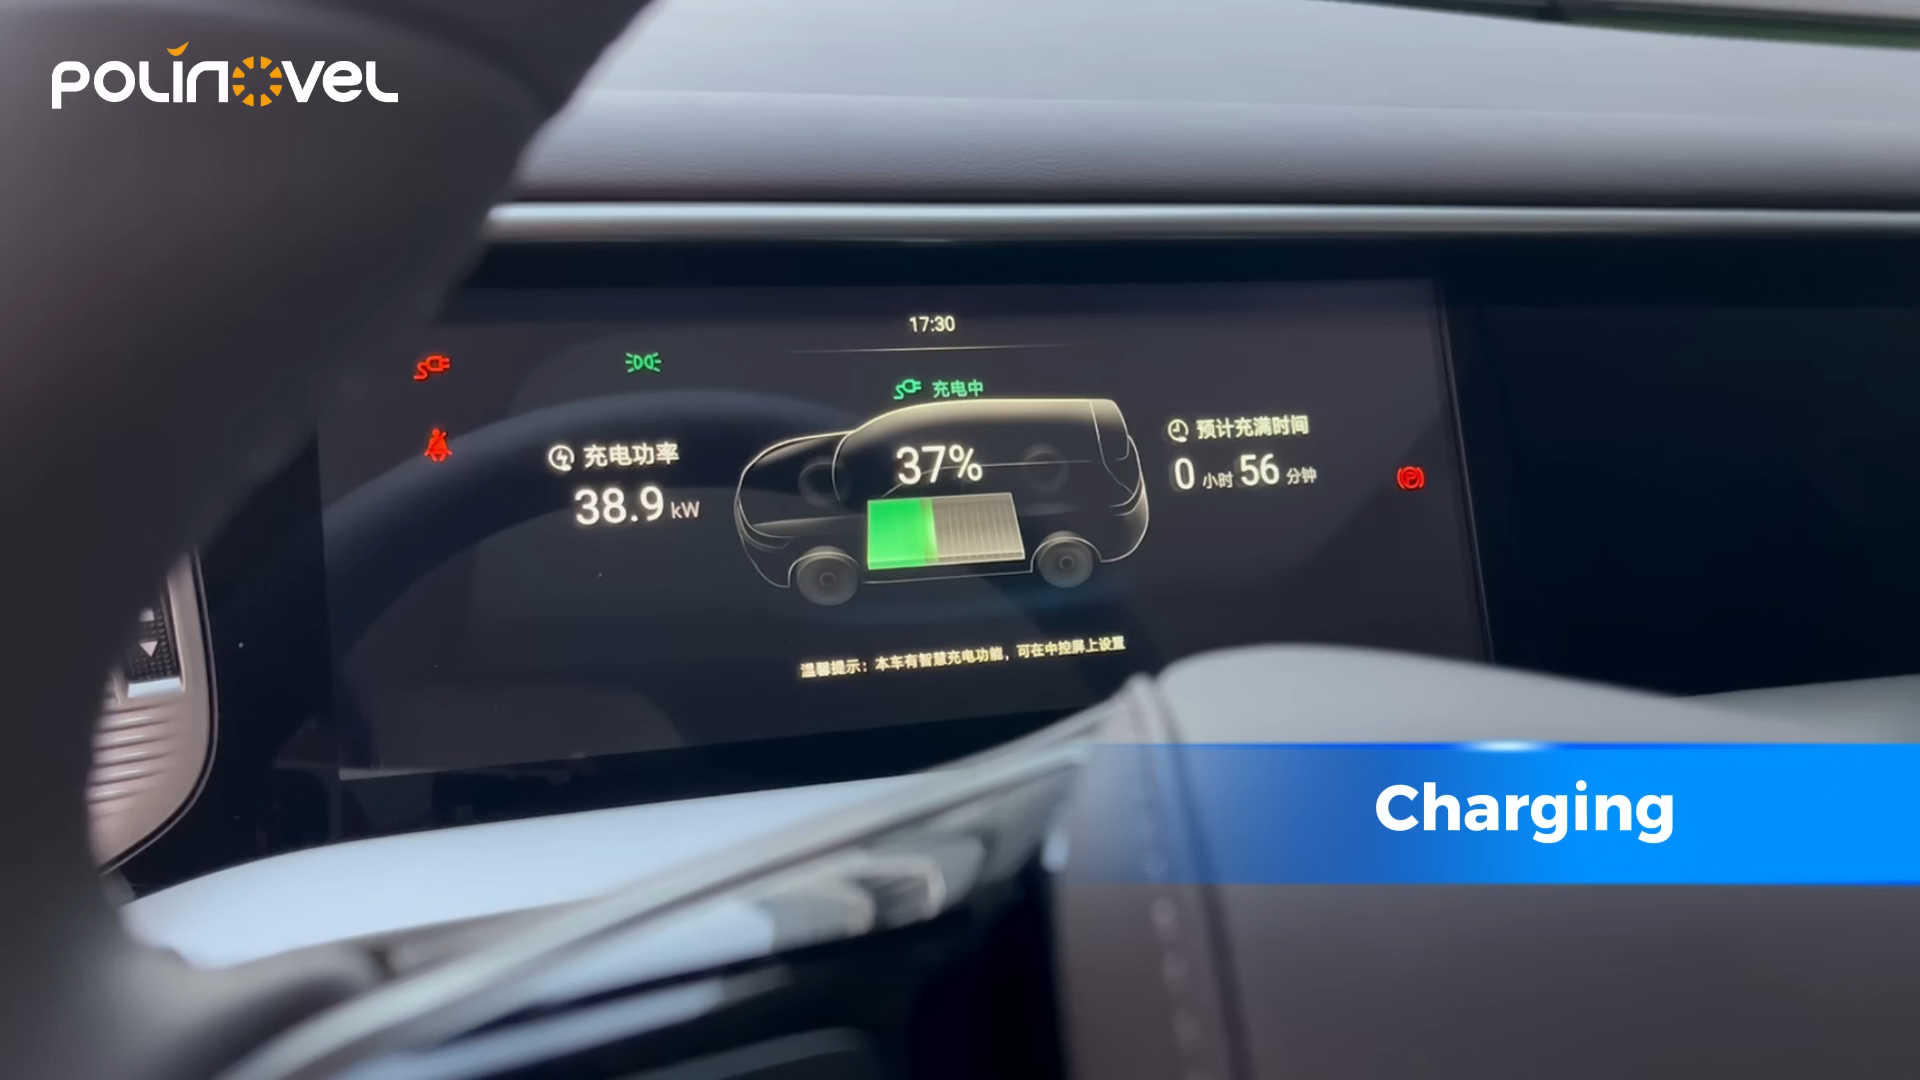 POLINOVEL
17:30
充电中
充电功率
38.9 kW
37%
预计充满时间
0 小时 56 分钟
温馨提示：本车有智慧充电功能，可在中控屏上设置
Charging